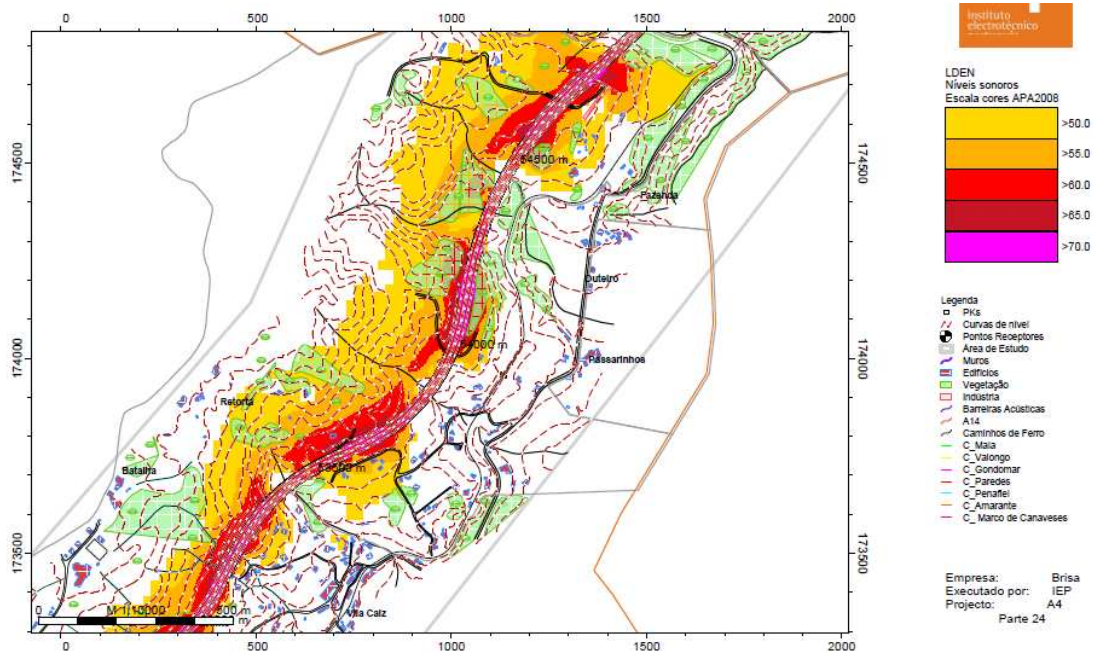 0 500 1000 1500 2000
instituto
electrotécnico
português
LDEN
Níveis sonoros
Escala cores APA2008
>50.0
>55.0
>60.0
>65.0
>70.0
174500
174000
173500
174500
174000
173500
54500 m
Fazenda
Outeiro
54000 m
Passarinhos
Retorta
53500 m
Batalha
Vila Caiz
0 M 1:10000 500 m
m
0 500 1000 1500 2000
Legenda
PKs
Curvas de nível
Pontos Receptores
Área de Estudo
Muros
Edifícios
Vegetação
Indústria
Barreiras Acústicas
A14
Caminhos de Ferro
C_Maia
C_Valongo
C_Gondomar
C_Paredes
C_Penafiel
C_Amarante
C_ Marco de Canaveses
Empresa: Brisa
Executado por: IEP
Projecto: A4
Parte 24